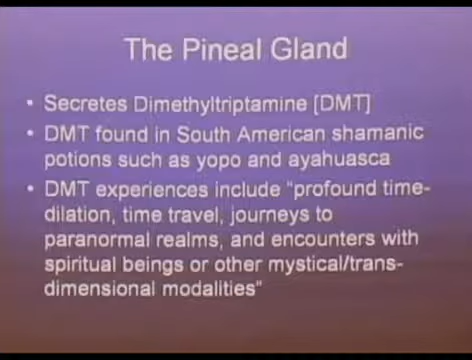 The Pineal Gland
• Secretes Dimethyltriptamine [DMT]
• DMT found in South American shamanic
potions such as yopo and ayahuasca
• DMT experiences include "profound time-
dilation, time travel, journeys to
paranormal realms, and encounters with
spiritual beings or other mystical/trans-
dimensional modalities"